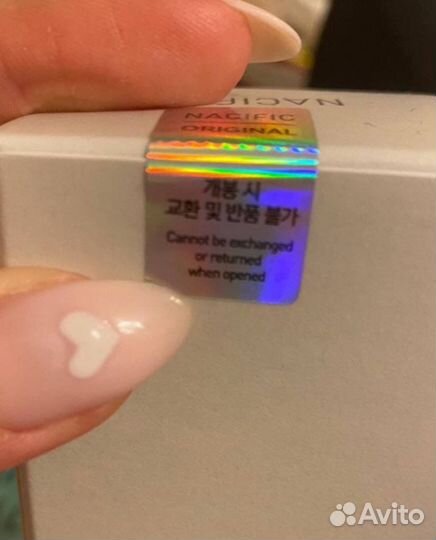 NACIF
NACIFIC
ORIGINAL
개봉 시
교환 및 반품 불가
Cannot be exchanged
or returned
when opened
Avito